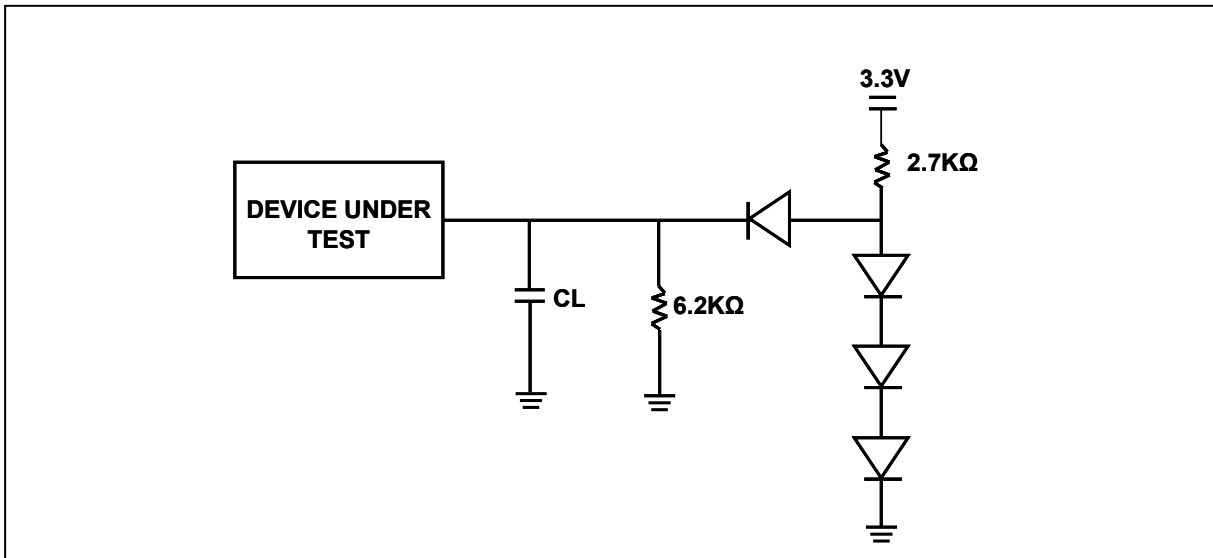 3.3V
2.7KΩ
DEVICE UNDER
TEST
CL
6.2KΩ